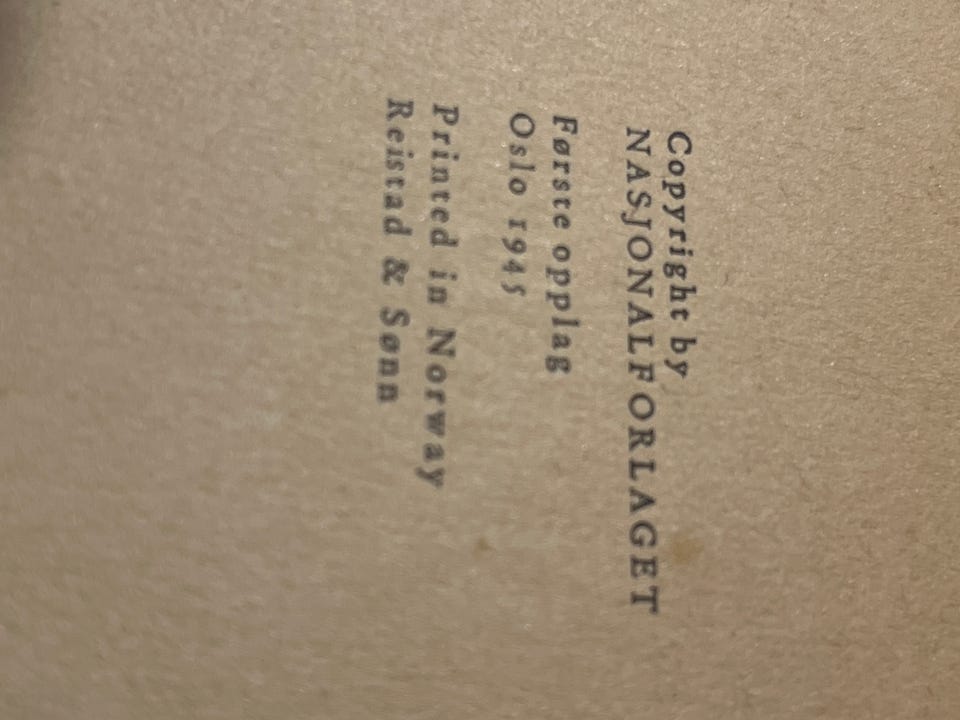 Copyright by
NASJONALFORLAGET
Første opplag
Oslo 1945
Printed in Norway
Reistad & Sønn